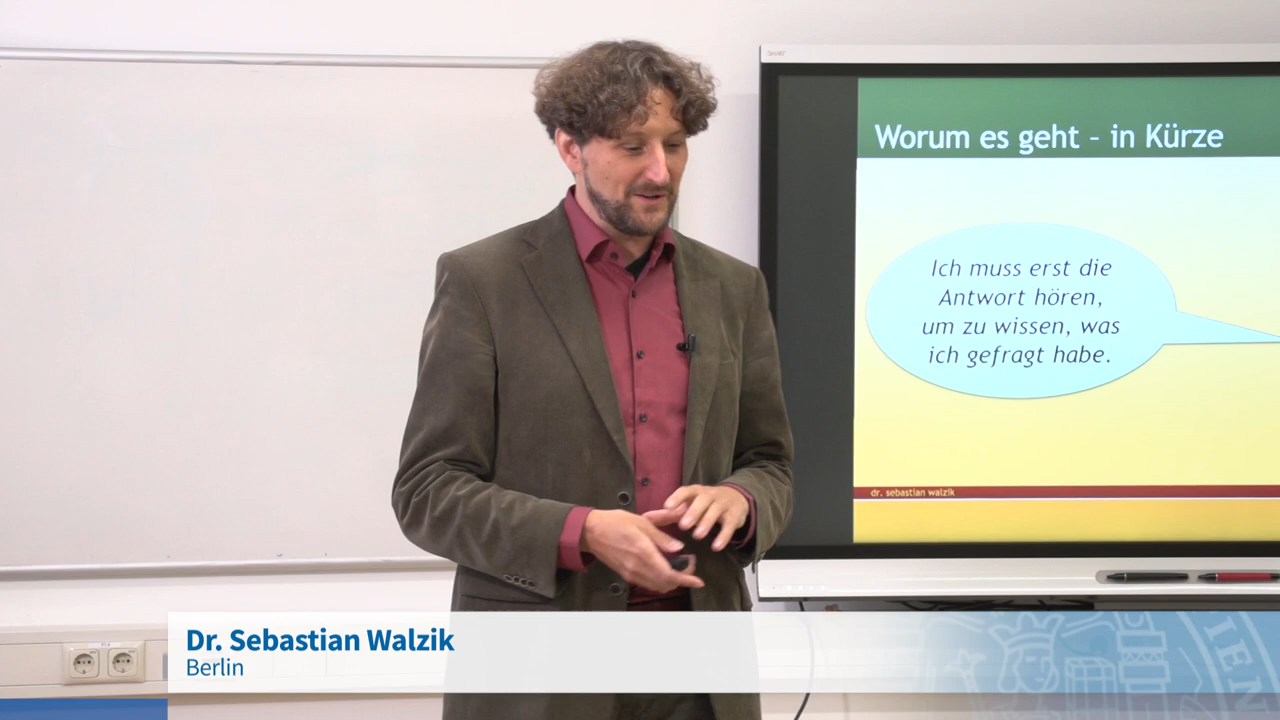 Worum es geht – in Kürze
Ich muss erst die
Antwort hören,
um zu wissen, was
ich gefragt habe.
dr. sebastian walzik
Dr. Sebastian Walzik
Berlin
IEN